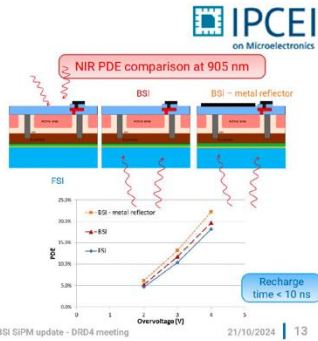 IPCEI
on Microelectronics
NIR PDE comparison at 905 nm
BSI
BSI – metal reflector
FSI
25.0%
20.0%
15.0%
10.0%
5.0%
0.0%
PDE
BSI - metal reflector
BSI
FSI
0 1 2 3 4 5
Overvoltage [V]
Recharge
time < 10 ns
BSI SiPM update - DRD4 meeting
21/10/2024 13